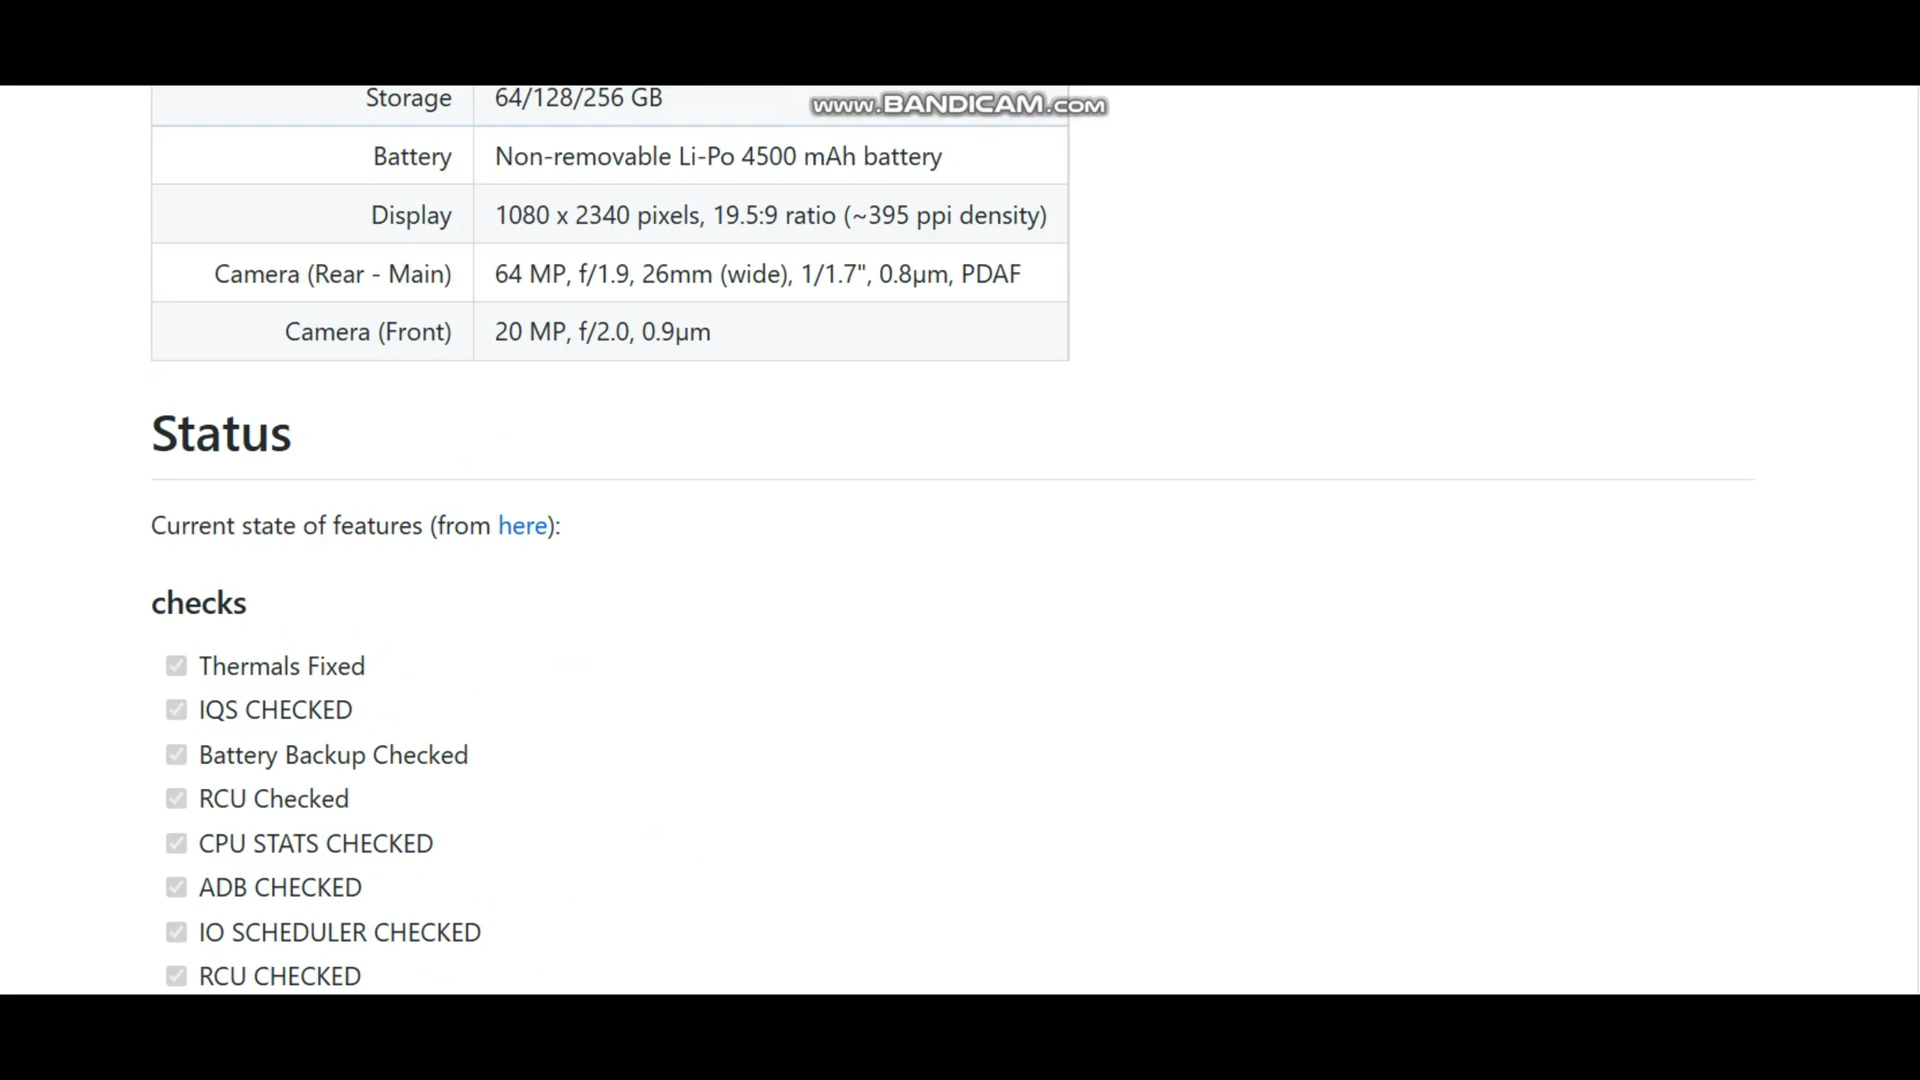 Storage 64/128/256 GB
www.BANDICAM.com
Battery Non-removable Li-Po 4500 mAh battery
Display 1080 x 2340 pixels, 19.5:9 ratio (~395 ppi density)
Camera (Rear - Main) 64 MP, f/1.9, 26mm (wide), 1/1.7", 0.8μm, PDAF
Camera (Front) 20 MP, f/2.0, 0.9μm
Status
Current state of features (from here):
checks
Thermals Fixed
IQS CHECKED
Battery Backup Checked
RCU Checked
CPU STATS CHECKED
ADB CHECKED
IO SCHEDULER CHECKED
RCU CHECKED